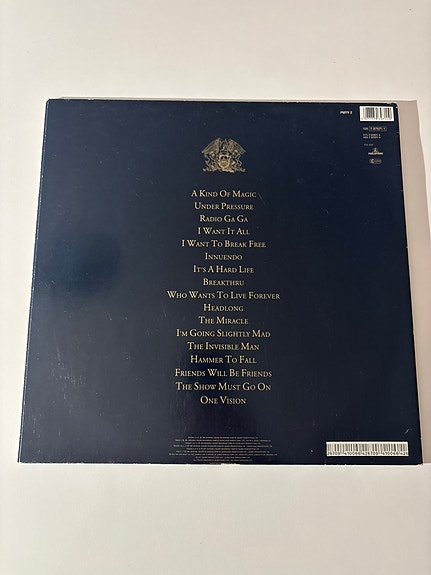 PMTV 2
A Kind Of Magic
Under Pressure
Radio Ga Ga
I Want It All
I Want To Break Free
Innuendo
It's A Hard Life
Breakthru
Who Wants To Live Forever
Headlong
The Miracle
I'm Going Slightly Mad
The Invisible Man
Hammer To Fall
Friends Will Be Friends
The Show Must Go On
One Vision